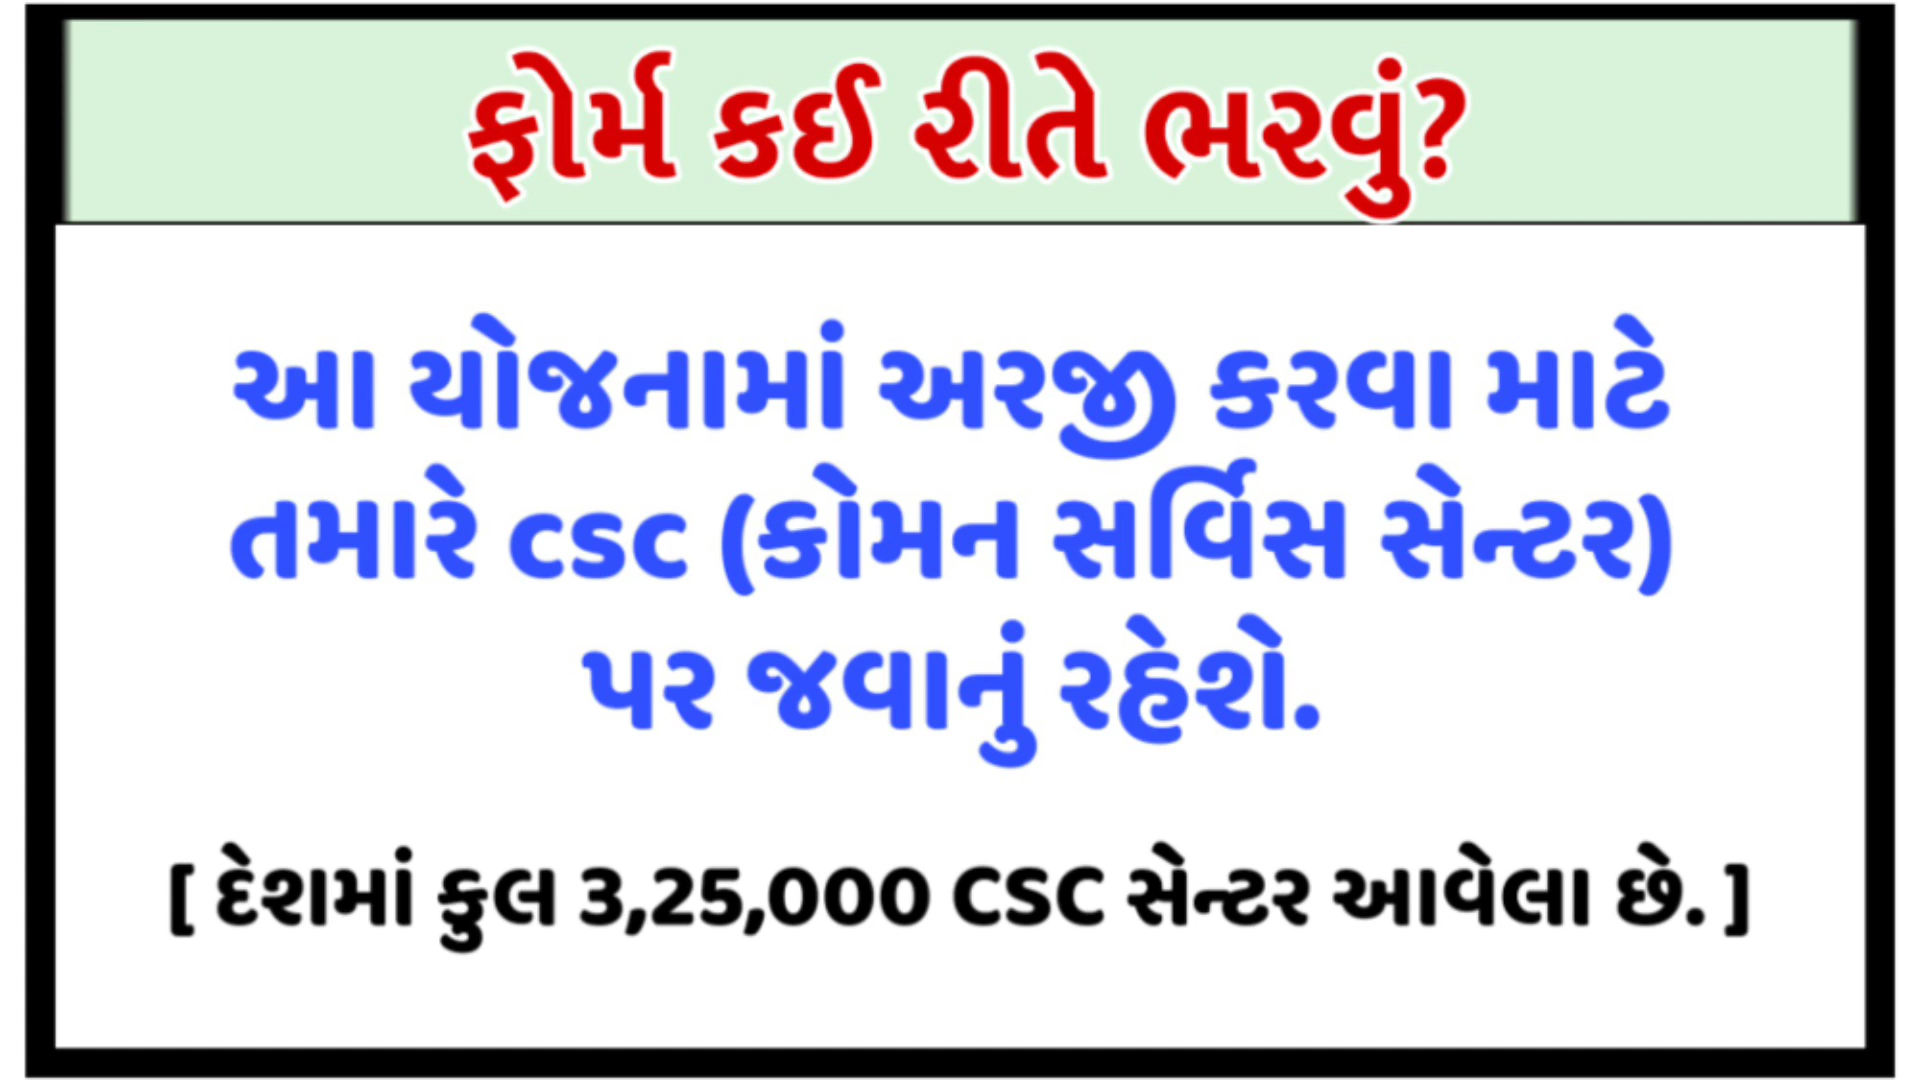 ફોર્મ કઈ રીતે ભરવું?
આ યોજનામાં અરજી કરવા માટે
તમારે CSC (કોમન સર્વિસ સેન્ટર)
પર જવાનું રહેશે.
[ દેશમાં કુલ 3,25,000 CSC સેન્ટર આવેલા છે. ]